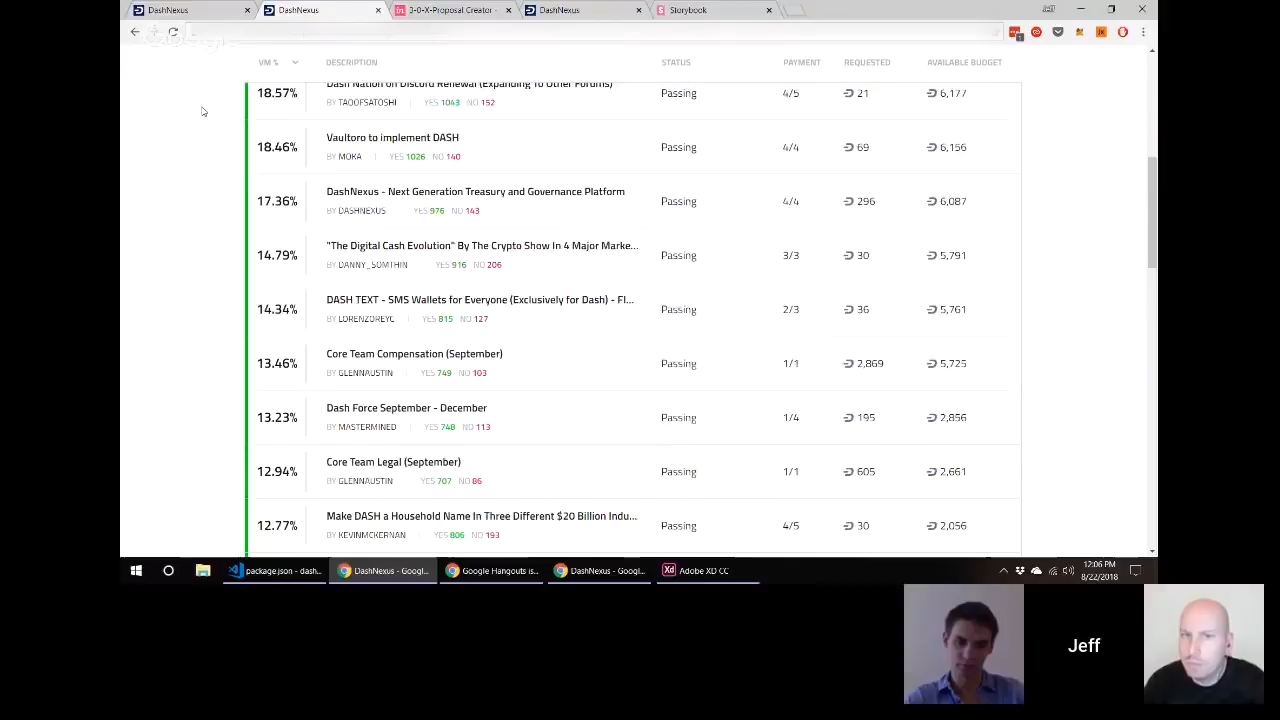 DashNexus
DashNexus
3-0-X-Proposal Creator -
DashNexus
Storybook
VM %
DESCRIPTION
STATUS
PAYMENT
REQUESTED
AVAILABLE BUDGET
18.57%
Dash Nation on Discord Renewal (Expanding To Other Forums)
BY TAOOFSATOSHI | YES 1043 NO 152
Passing
4/5
21
6,177
18.46%
Vaultoro to implement DASH
BY MOKA | YES 1026 NO 140
Passing
4/4
69
6,156
17.36%
DashNexus - Next Generation Treasury and Governance Platform
BY DASHNEXUS YES 976 NO 143
Passing
4/4
296
6,087
14.79%
"The Digital Cash Evolution" By The Crypto Show In 4 Major Marke...
BY DANNY_SOMTHIN YES 916 NO 206
Passing
3/3
30
5,791
14.34%
DASH TEXT - SMS Wallets for Everyone (Exclusively for Dash) - FI...
BY LORENZOREYC | YES 815 NO 127
Passing
2/3
36
5,761
13.46%
Core Team Compensation (September)
BY GLENNAUSTIN YES 749 NO 103
Passing
1/1
2,869
5,725
13.23%
Dash Force September - December
BY MASTERMINED | YES 748 NO 113
Passing
1/4
195
2,856
12.94%
Core Team Legal (September)
BY GLENNAUSTIN YES 707 NO 86
Passing
1/1
605
2,661
12.77%
Make DASH a Household Name In Three Different $20 Billion Indu...
BY KEVINMCKERNAN YES 806 NO 193
Passing
4/5
30
2,056
package.json - dash...
DashNexus - Googl...
Google Hangouts is...
DashNexus - Googl...
Adobe XD CC
12:06 PM
8/22/2018
Jeff